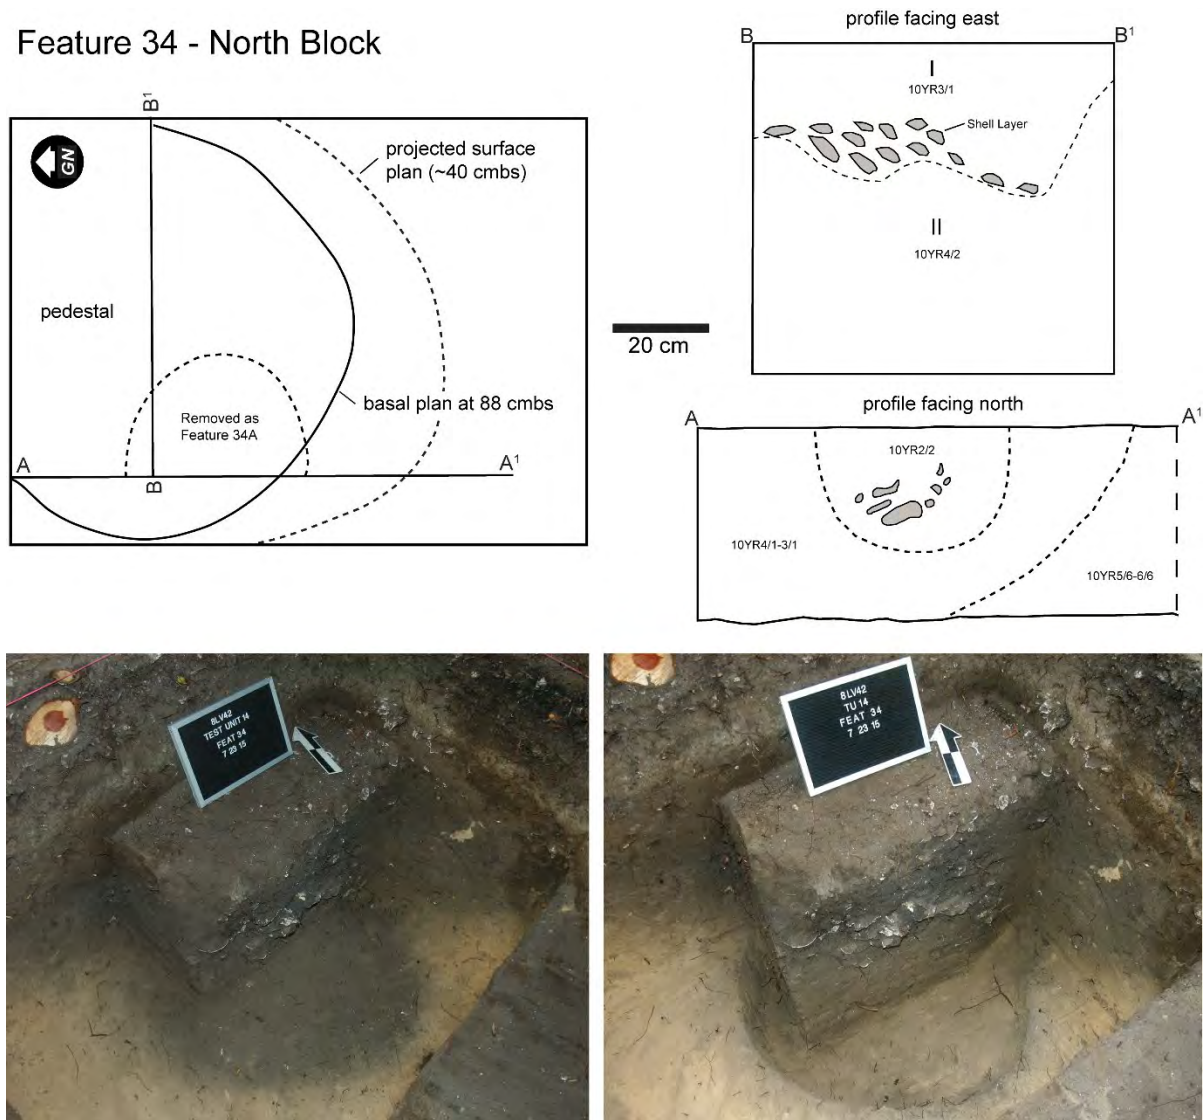 Feature 34 - North Block
B¹
GN
projected surface
plan (~40 cmbs)
pedestal
Removed as
Feature 34A
basal plan at 88 cmbs
A
A¹
B
profile facing east
B
B¹
I
10YR3/1
Shell Layer
II
10YR4/2
20 cm
profile facing north
A
A¹
10YR2/2
10YR4/1-3/1
10YR5/6-6/6
8LV42
TEST UNIT 14
FEAT 34
7 23 15
8LV42
TU 14
FEAT 34
7 23 15